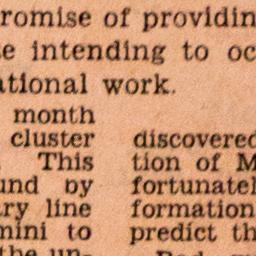 romise of providin
e intending to oc
ational work.
month
cluster
This
und by
ry line
mini to
the un-
discovered
tion of M
fortunatel
formation
predict th